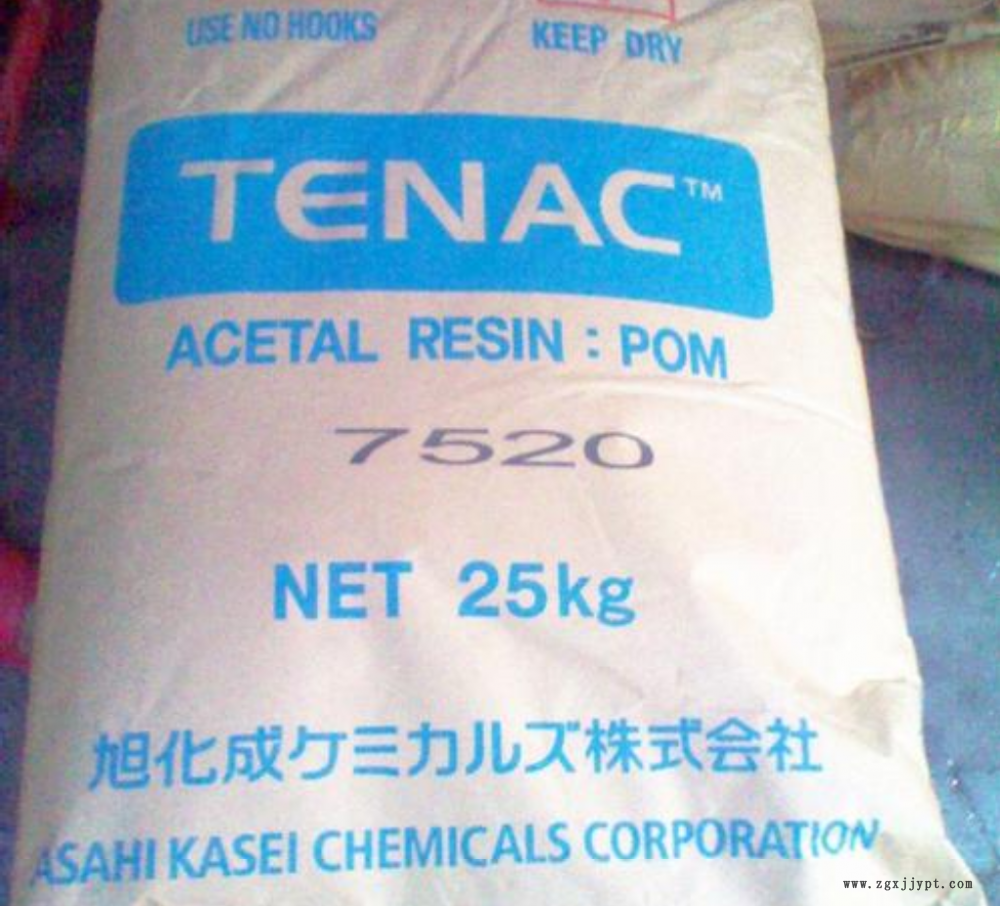 USE NO HOOKS
KEEP DRY
TENAC™
ACETAL RESIN : POM
7520
NET 25kg
旭化成ケミカルズ株式会社
ASAHI KASEI CHEMICALS CORPORATION
www.zgxjjypt.com